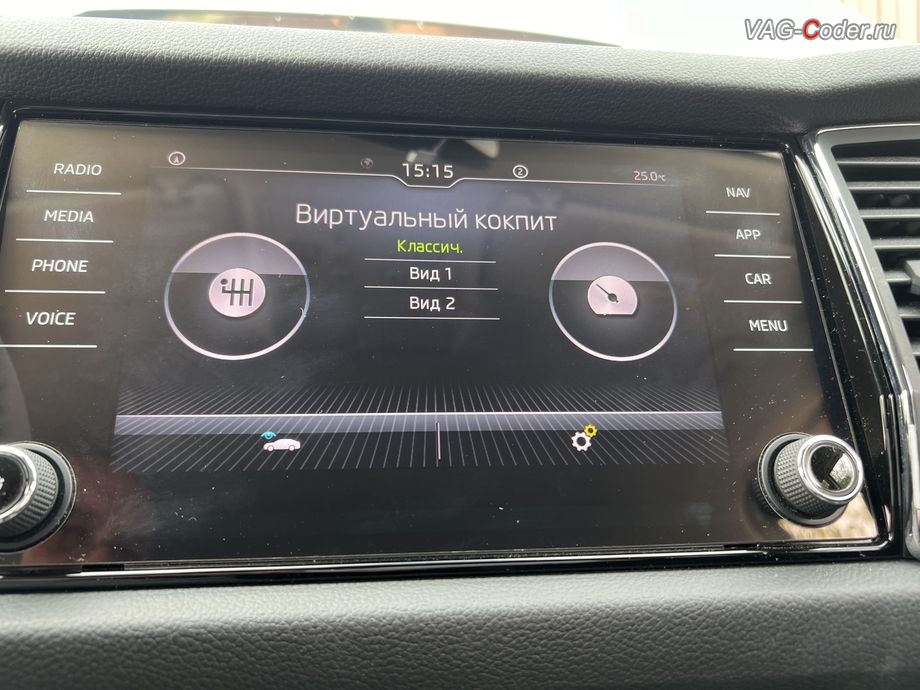 VAG-Coder.ru
RADIO
MEDIA
PHONE
VOICE
15:15
2
25.0°C
Виртуальный кокпит
Классич.
Вид 1
Вид 2
NAV
APP
CAR
MENU